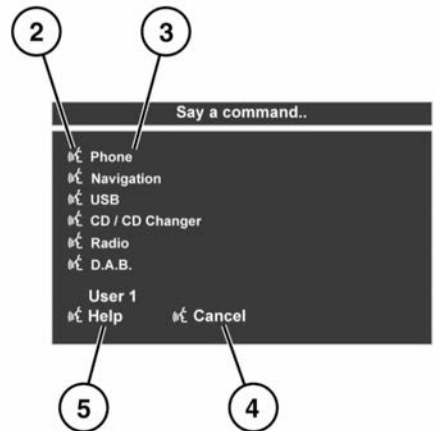 2 3
Say a command..
Phone
Navigation
USB
CD / CD Changer
Radio
D.A.B.
User 1
Help Cancel
5 4